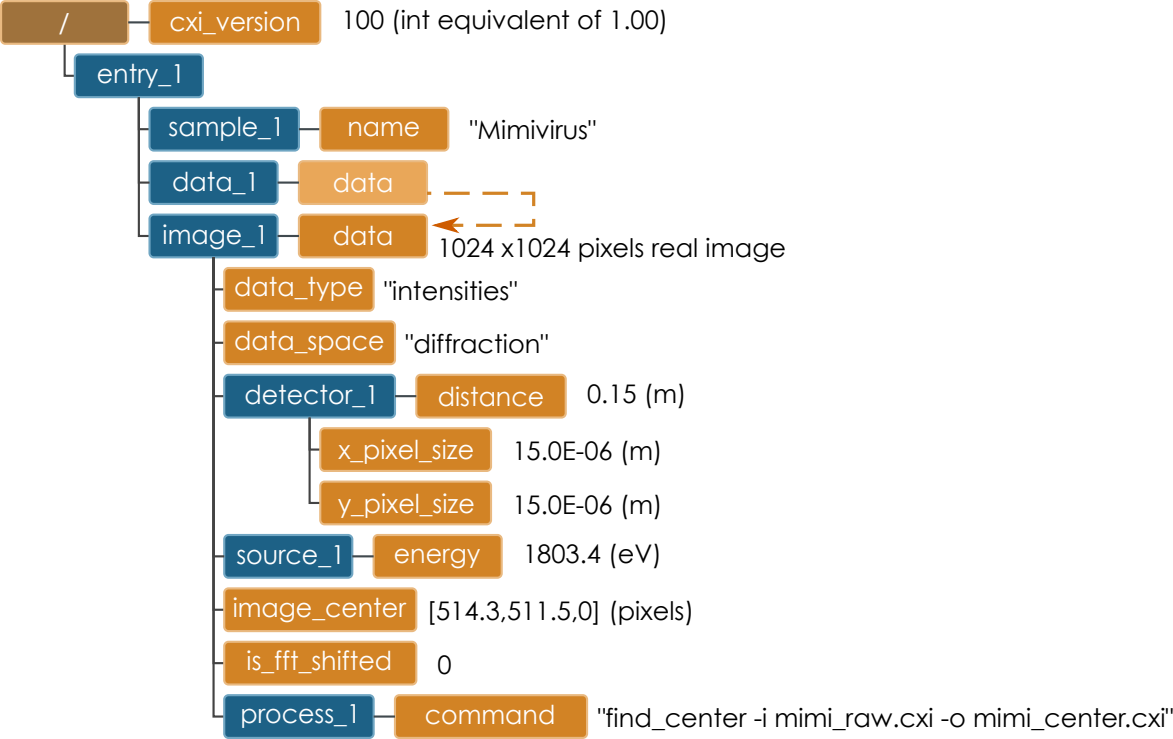 / cxi_version 100 (int equivalent of 1.00)
entry_1
sample_1 name "Mimivirus"
data_1 data
image_1 data 1024 x1024 pixels real image
data_type "intensities"
data_space "diffraction"
detector_1 distance 0.15 (m)
x_pixel_size 15.0E-06 (m)
y_pixel_size 15.0E-06 (m)
source_1 energy 1803.4 (eV)
image_center [514.3,511.5,0] (pixels)
is_fft_shifted 0
process_1 command "find_center -i mimi_raw.cxi -o mimi_center.cxi"